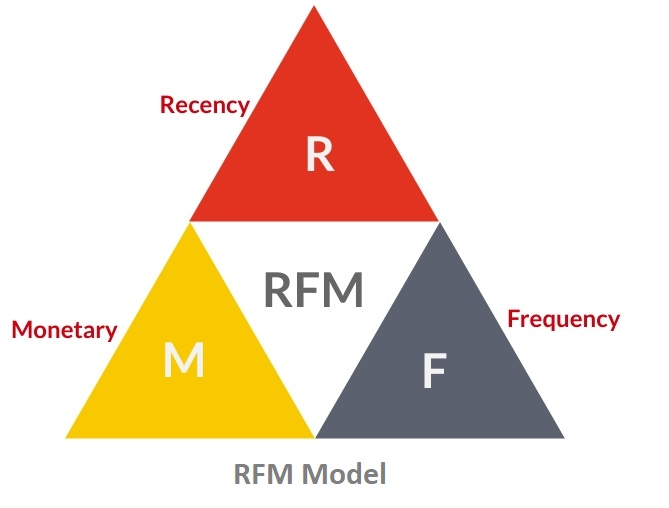 Recency
R
RFM
Monetary
M
Frequency
F
RFM Model